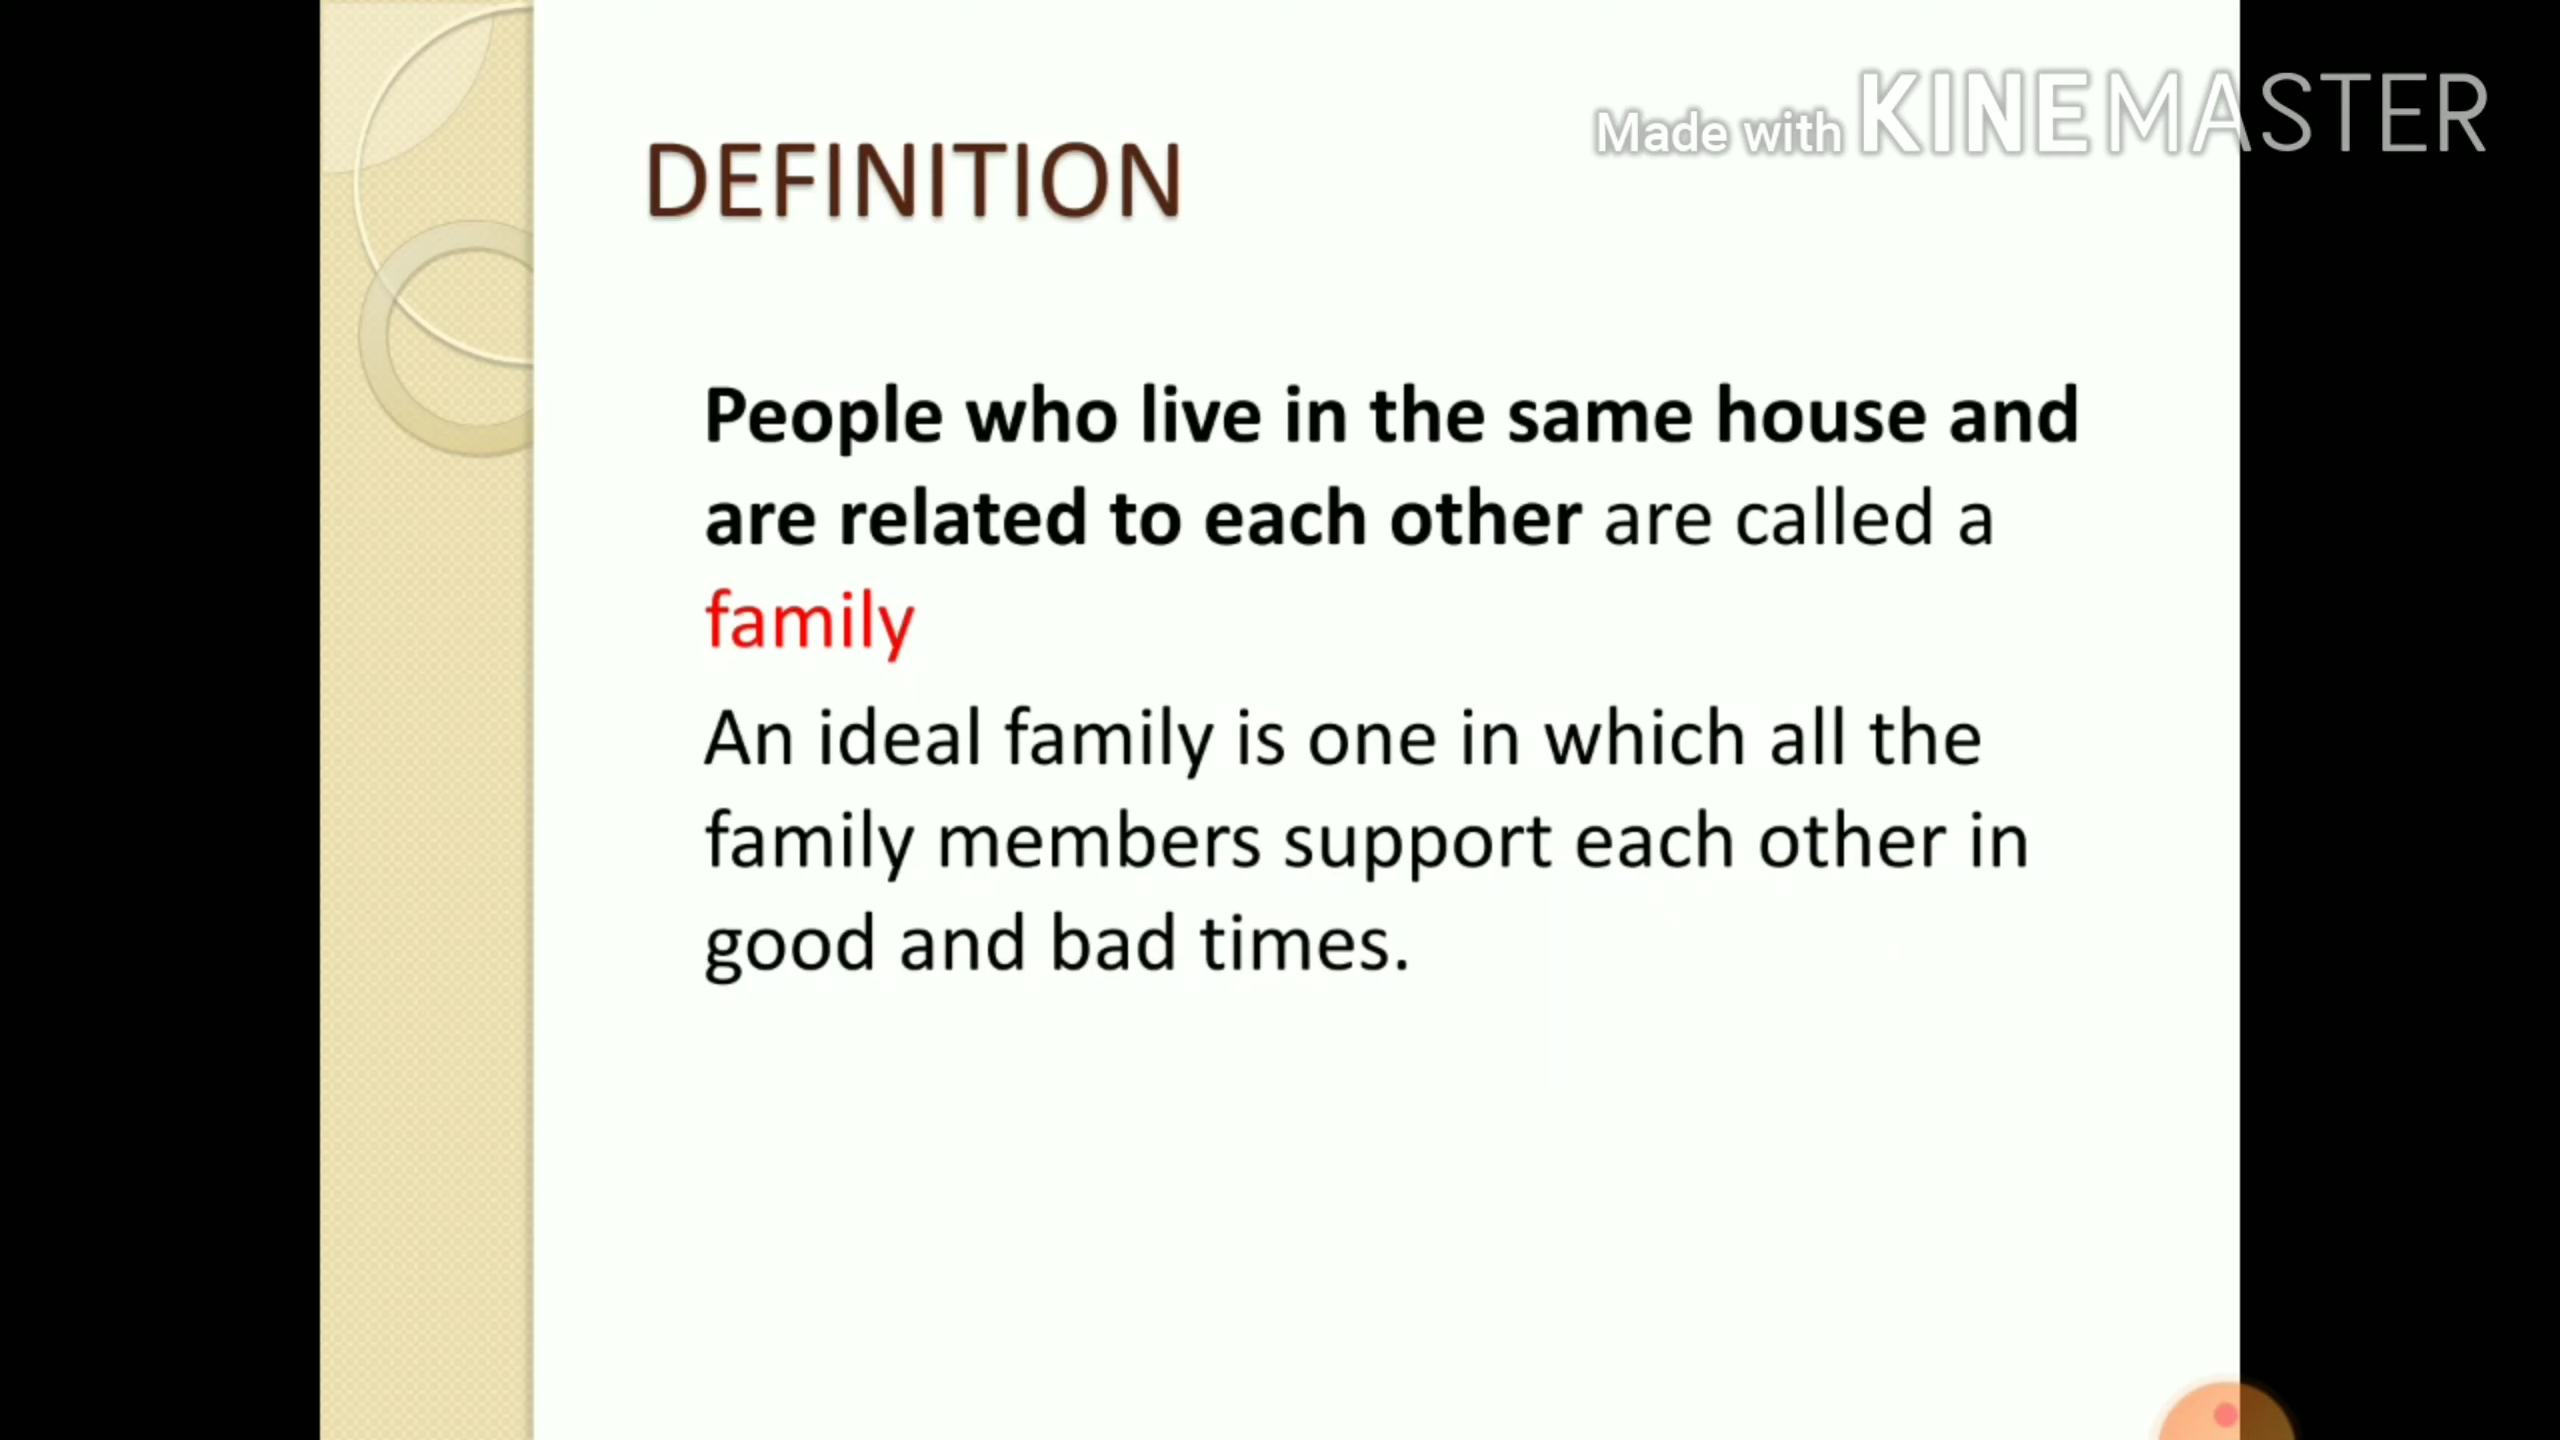 Made with KINEMASTER
DEFINITION
People who live in the same house and
are related to each other are called a
family
An ideal family is one in which all the
family members support each other in
good and bad times.